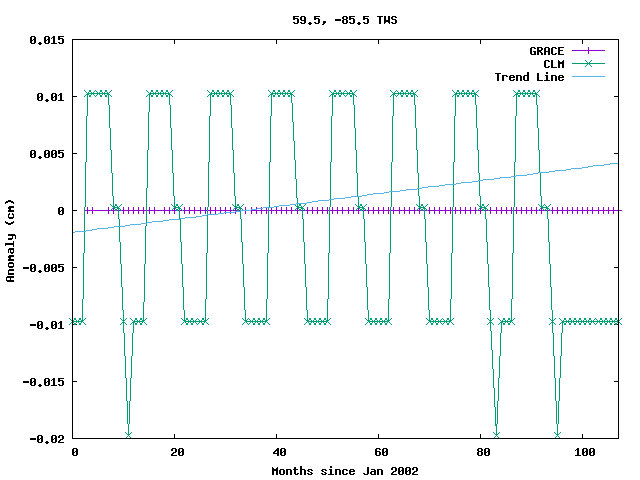 59.5, -85.5 TWS
GRACE
CLM
Trend Line
0.015
0.01
0.005
0
-0.005
-0.01
-0.015
-0.02
Anomaly (cm)
0 20 40 60 80 100
Months since Jan 2002